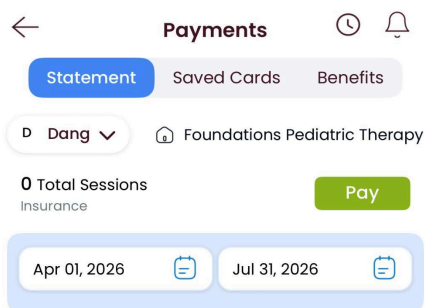 Payments
Statement
Saved Cards
Benefits
D Dang
Foundations Pediatric Therapy
0 Total Sessions
Insurance
Pay
Apr 01, 2026
Jul 31, 2026